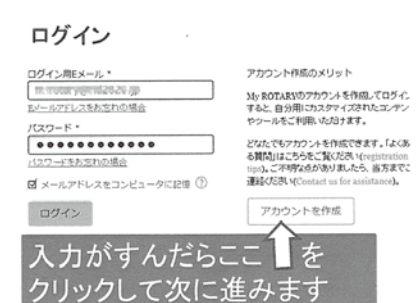 ログイン
ログイン用Eメール *
Eメールアドレスをお忘れの場合
パスワード *
パスワードをお忘れの場合
メールアドレスをコンピュータに記憶 ?
ログイン
アカウント作成のメリット
My ROTARYのアカウントを作成してログイン
すると、自分用にカスタマイズされたコンテン
やツールをご利用いただけます。
どなたでもアカウントを作成できます。「よくあ
る質問」はこちらをご覧ください(registration
tips)。ご不明な点がありましたら、当方までご
連絡ください(Contact us for assistance)。
アカウントを作成
入力がすんだらここ を
クリックして次に進みます